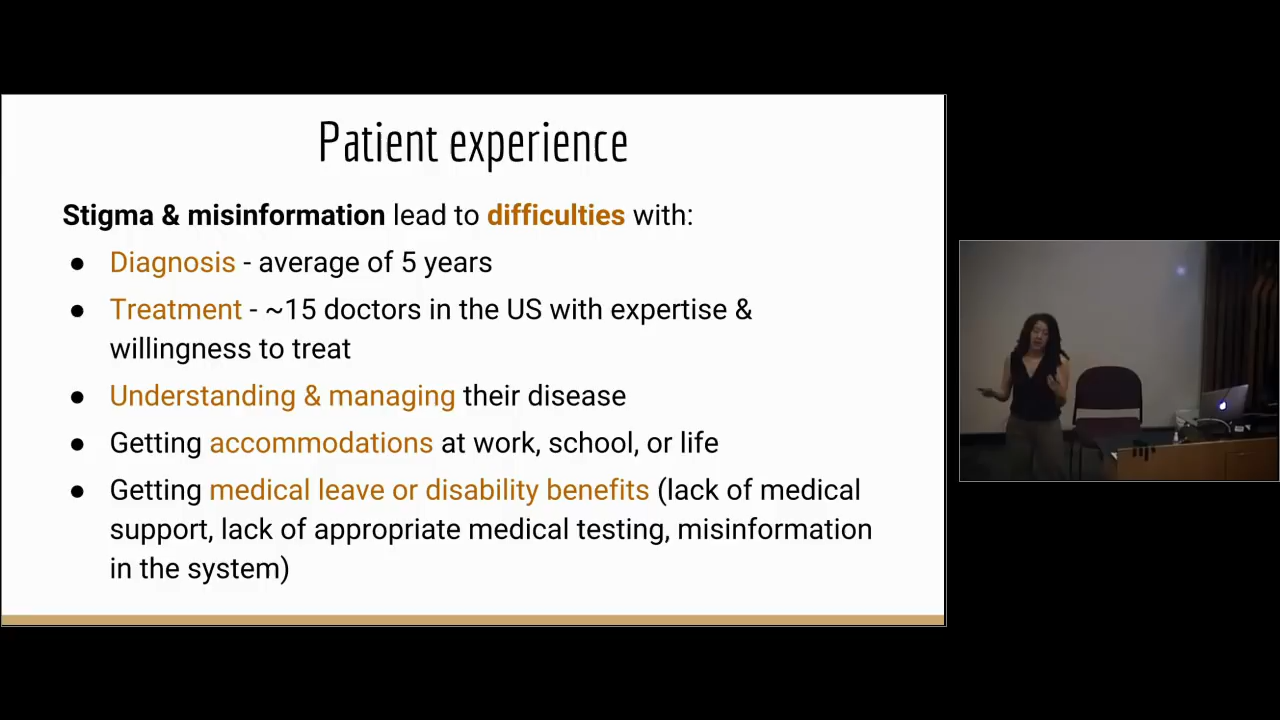 Patient experience
Stigma & misinformation lead to difficulties with:
● Diagnosis - average of 5 years
● Treatment - ~15 doctors in the US with expertise &
willingness to treat
● Understanding & managing their disease
● Getting accommodations at work, school, or life
● Getting medical leave or disability benefits (lack of medical
support, lack of appropriate medical testing, misinformation
in the system)